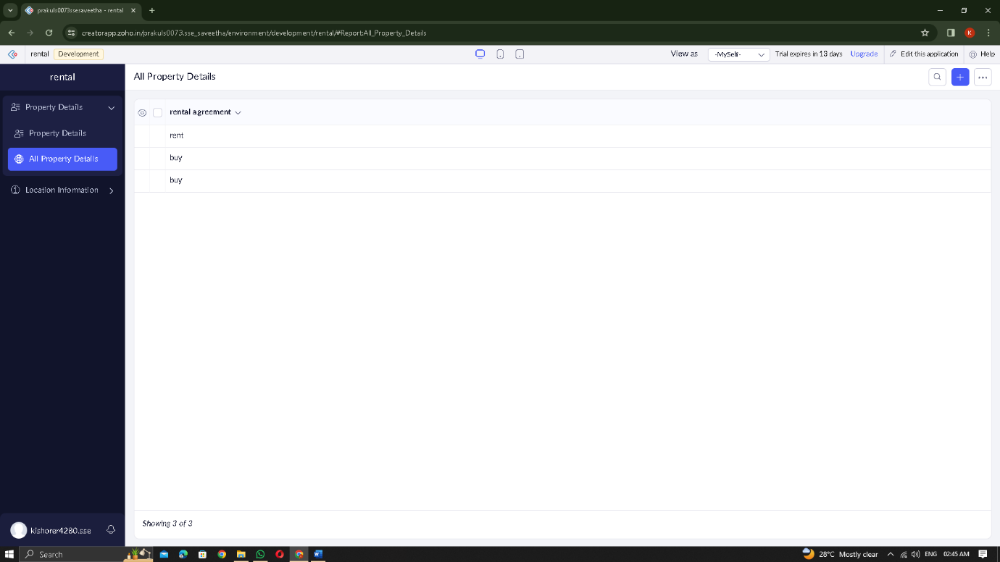 prakuls0073ssesaveetha - rental
creatorapp.zoho.in/prakuls0073.sse_saveetha/environment/development/rental/#Report:All_Property_Details
K
rental Development View as -MySelf- Trial expires in 13 days Upgrade Edit this application Help
rental
All Property Details
Property Details
Property Details
All Property Details
Location Information
rental agreement
rent
buy
buy
Showing 3 of 3
kishorer4280.sse
Search 28°C Mostly clear ENG 02:45 AM